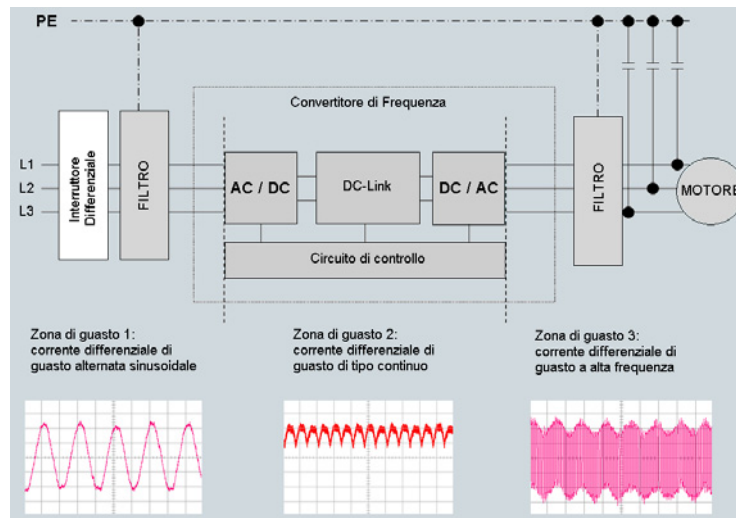 PE
Convertitore di Frequenza
L1
L2
L3
Interruttore
Differenziale
FILTRO
AC / DC
DC-Link
DC / AC
FILTRO
MOTORE
Circuito di controllo
Zona di guasto 1:
corrente differenziale di
guasto alternata sinusoidale
Zona di guasto 2:
corrente differenziale di
guasto di tipo continuo
Zona di guasto 3:
corrente differenziale di
guasto a alta frequenza